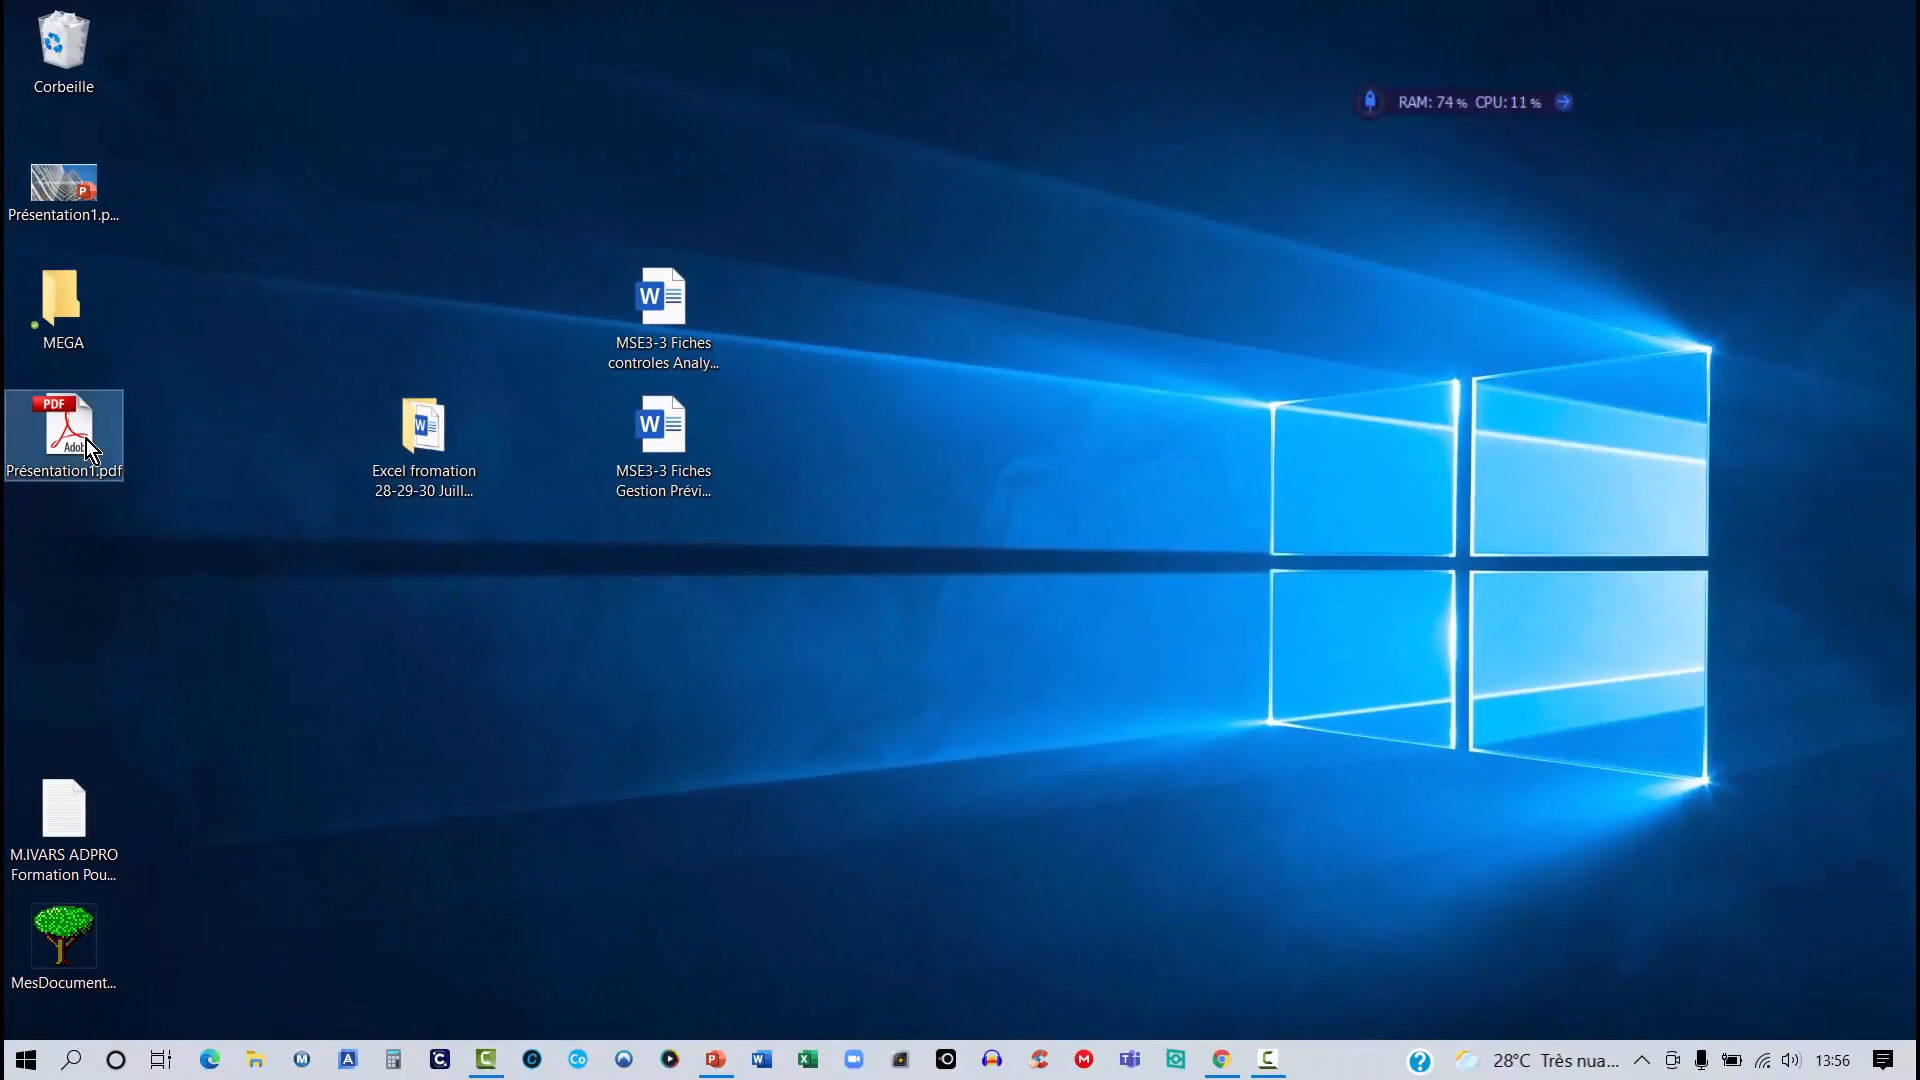 Corbeille
RAM: 74 % CPU: 11 %
P
Présentation1.p...
MEGA
W
MSE3-3 Fiches
controles Analy...
PDF
Adob
Présentation1.pdf
W
Excel fromation
28-29-30 Juill...
W
MSE3-3 Fiches
Gestion Prévi...
M.IVARS ADPRO
Formation Pou...
MesDocument...
28°C Très nua...
13:56